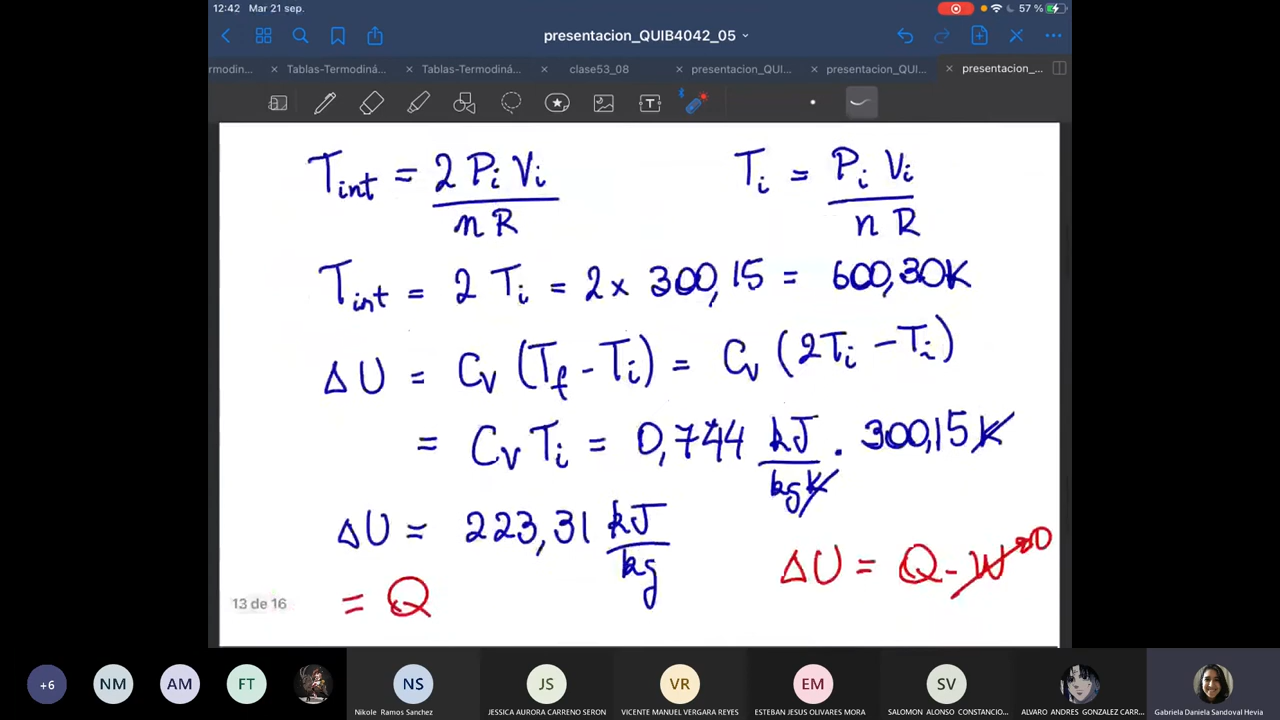 12:42 Mar 21 sep.
57 %
presentacion_QUIB4042_05
rmodin...
Tablas-Termodiná...
Tablas-Termodiná...
clase53_08
presentacion_QUI...
presentacion_QUI...
presentacion_...
T_int = 2 P_i V_i / n R
T_i = P_i V_i / n R
T_int = 2 T_i = 2 x 300,15 = 600,30K
ΔU = C_v (T_f - T_i) = C_v (2T_i - T_i)
= C_v T_i = 0,744 kJ / kg K . 300,15 K
ΔU = 223,31 kJ / kg
ΔU = Q - W 0
= Q
13 de 16
+6
NM
AM
FT
NS
JS
VR
EM
SV
Nikole Ramos Sanchez
JESSICA AURORA CARRENO SERON
VICENTE MANUEL VERGARA REYES
ESTEBAN JESUS OLIVARES MORA
SALOMON ALONSO CONSTANCIO...
ALVARO ANDRES GONZALEZ CARR...
Gabriela Daniela Sandoval Hevia